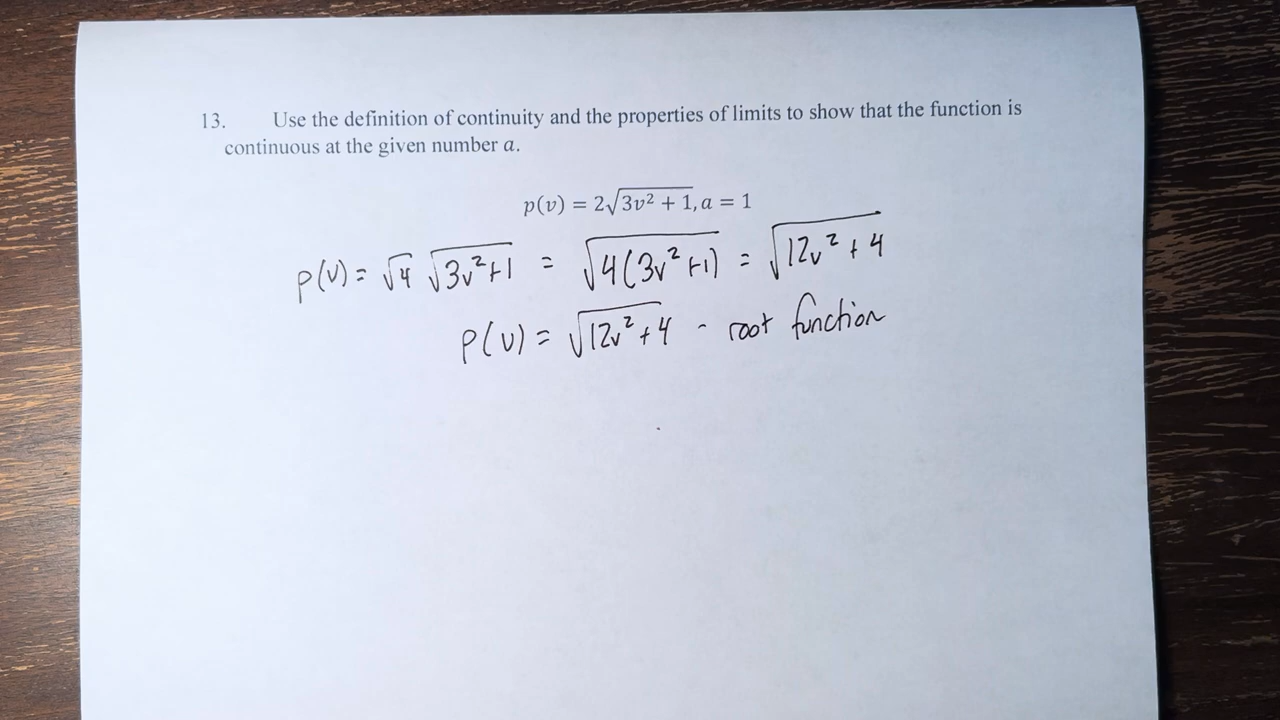 13. Use the definition of continuity and the properties of limits to show that the function is
continuous at the given number a.
p(v) = 2√(3v² + 1), a = 1
p(v) = √4 √(3v²+1) = √(4(3v²+1)) = √(12v² + 4)
p(v) = √(12v²+4) - root function